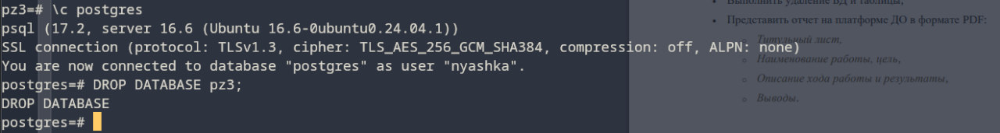 pz3=# \c postgres
psql (17.2, server 16.6 (Ubuntu 16.6-0ubuntu0.24.04.1))
SSL connection (protocol: TLSv1.3, cipher: TLS_AES_256_GCM_SHA384, compression: off, ALPN: none)
You are now connected to database "postgres" as user "nyashka".
postgres=# DROP DATABASE pz3;
DROP DATABASE
postgres=#
• Выполнить удаление БД и таблицы;
• Представить отчет на платформе ДО в формате PDF:
○ Титульный лист,
○ Наименование работы, цель,
○ Описание хода работы и результаты,
○ Выводы.